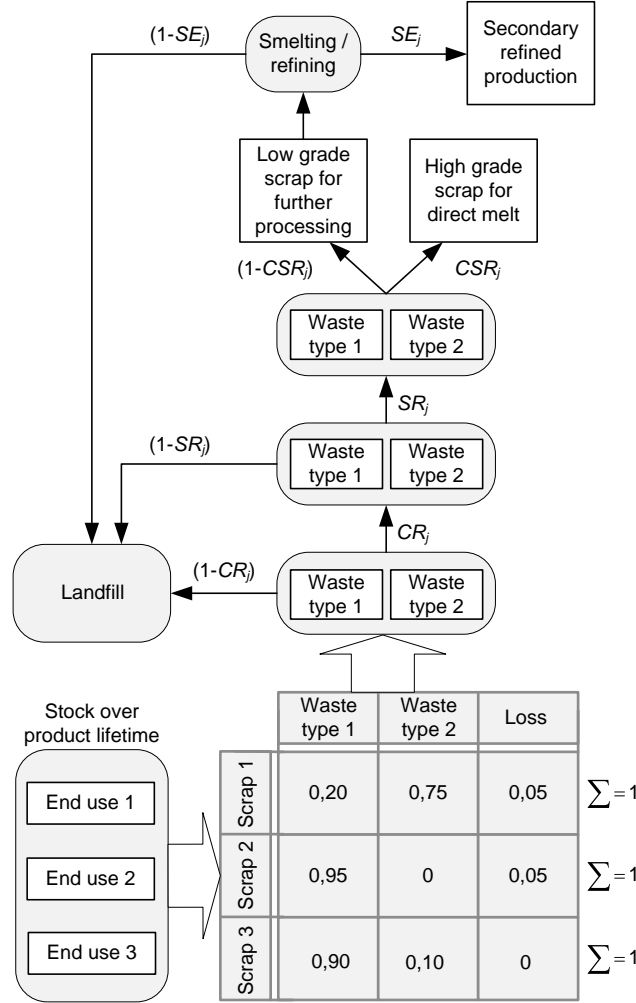 (1-SEj)
Smelting /
refining
SEj
Secondary
refined
production
Low grade
scrap for
further
processing
High grade
scrap for
direct melt
(1-CSRj)
CSRj
Waste
type 1
Waste
type 2
SRj
(1-SRj)
Waste
type 1
Waste
type 2
CRj
Landfill
(1-CRj)
Waste
type 1
Waste
type 2
Stock over
product lifetime
End use 1
End use 2
End use 3
Waste
type 1
Waste
type 2
Loss
Scrap 1
0,20
0,75
0,05
∑ = 1
Scrap 2
0,95
0
0,05
∑ = 1
Scrap 3
0,90
0,10
0
∑ = 1